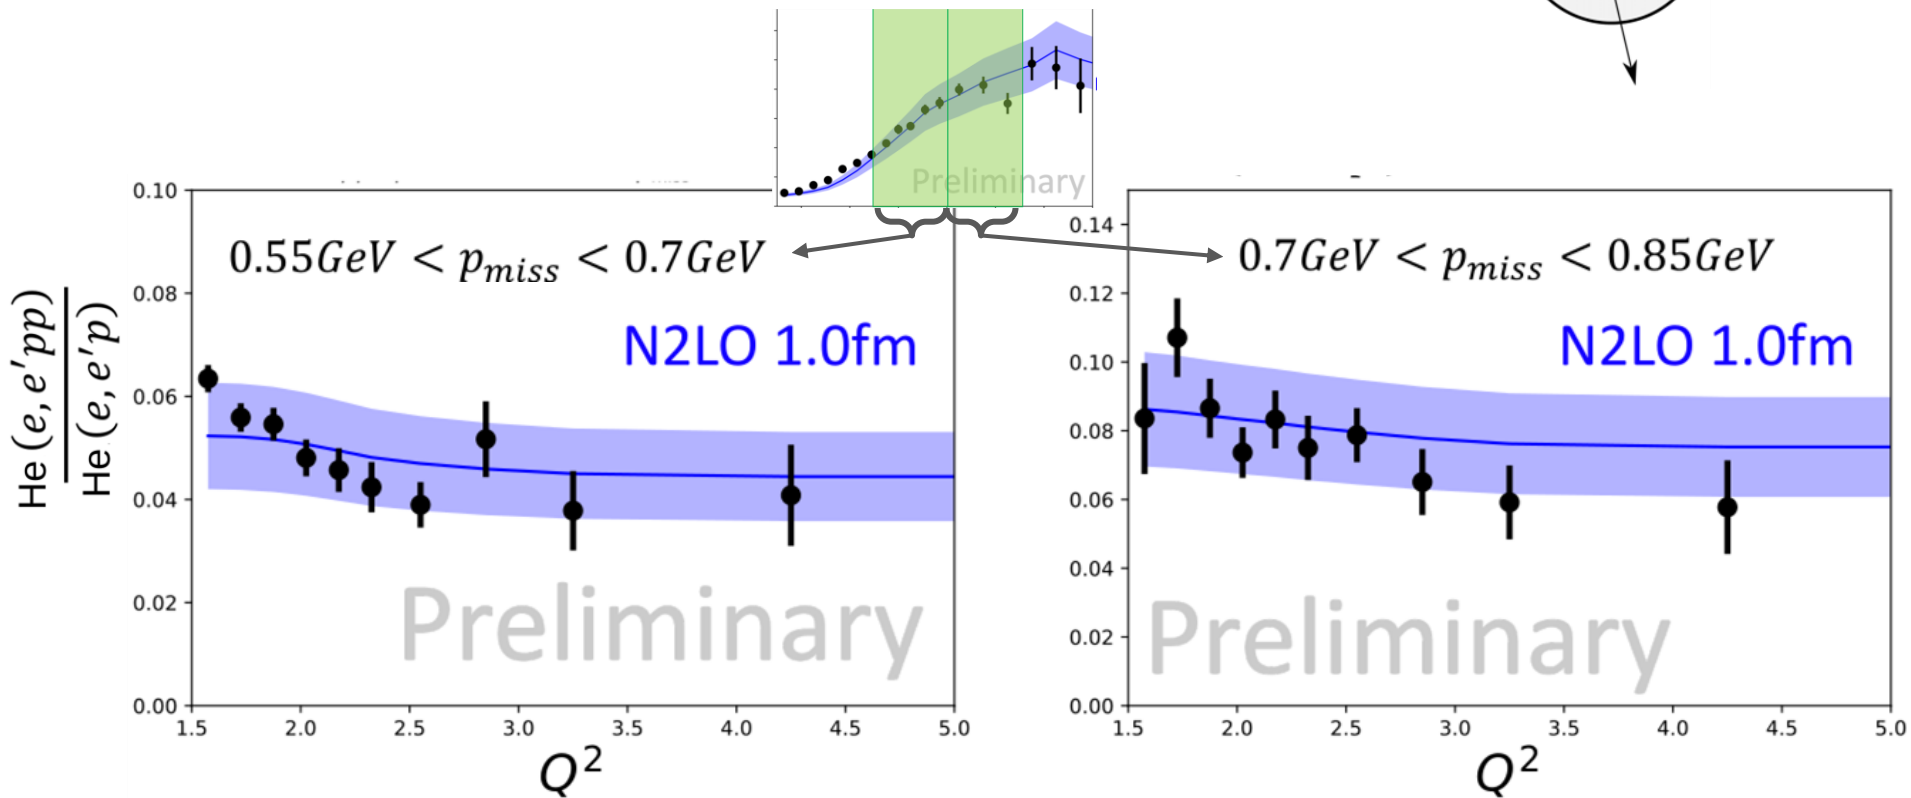 Preliminary
0.55GeV < p_miss < 0.7GeV
N2LO 1.0fm
Preliminary
He(e,e′pp)
He(e,e′p)
0.10
0.08
0.06
0.04
0.02
0.00
1.5 2.0 2.5 3.0 3.5 4.0 4.5 5.0
Q²
0.7GeV < p_miss < 0.85GeV
N2LO 1.0fm
Preliminary
0.14
0.12
0.10
0.08
0.06
0.04
0.02
0.00
1.5 2.0 2.5 3.0 3.5 4.0 4.5 5.0
Q²